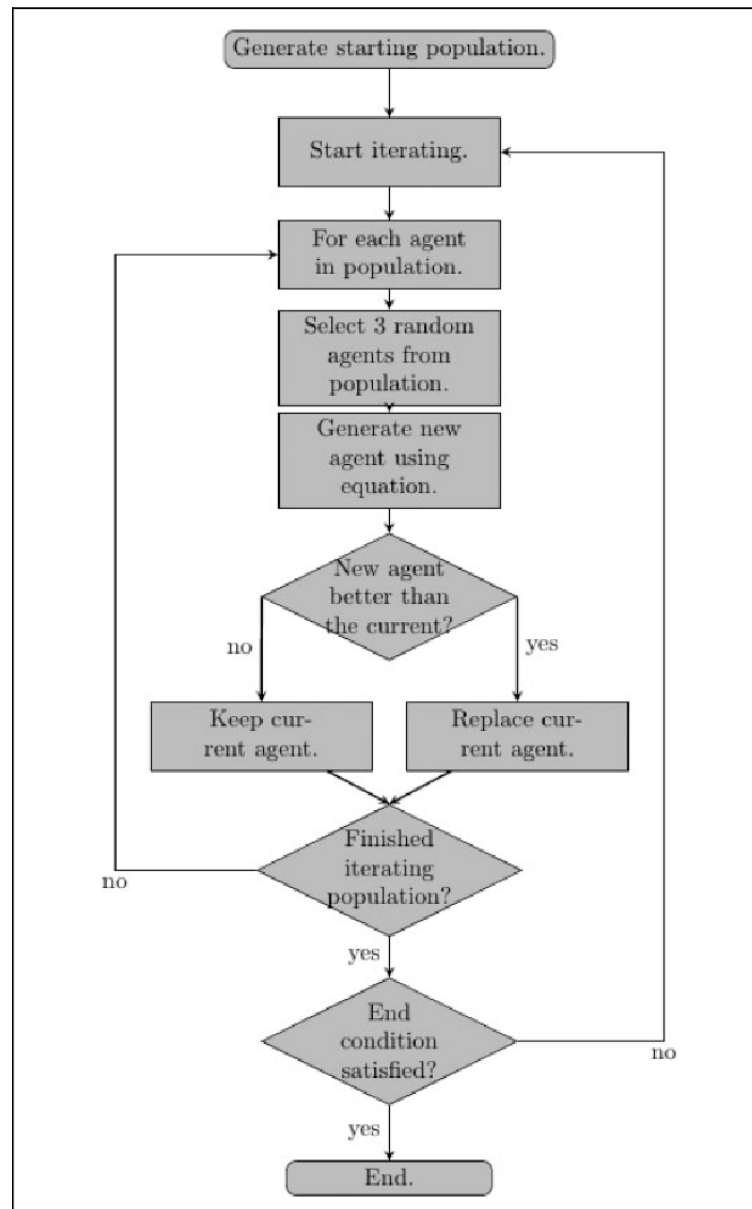 Generate starting population.
Start iterating.
For each agent
in population.
Select 3 random
agents from
population.
Generate new
agent using
equation.
New agent
better than
the current?
no
yes
Keep cur-
rent agent.
Replace cur-
rent agent.
Finished
iterating
population?
no
yes
End
condition
satisfied?
no
yes
End.